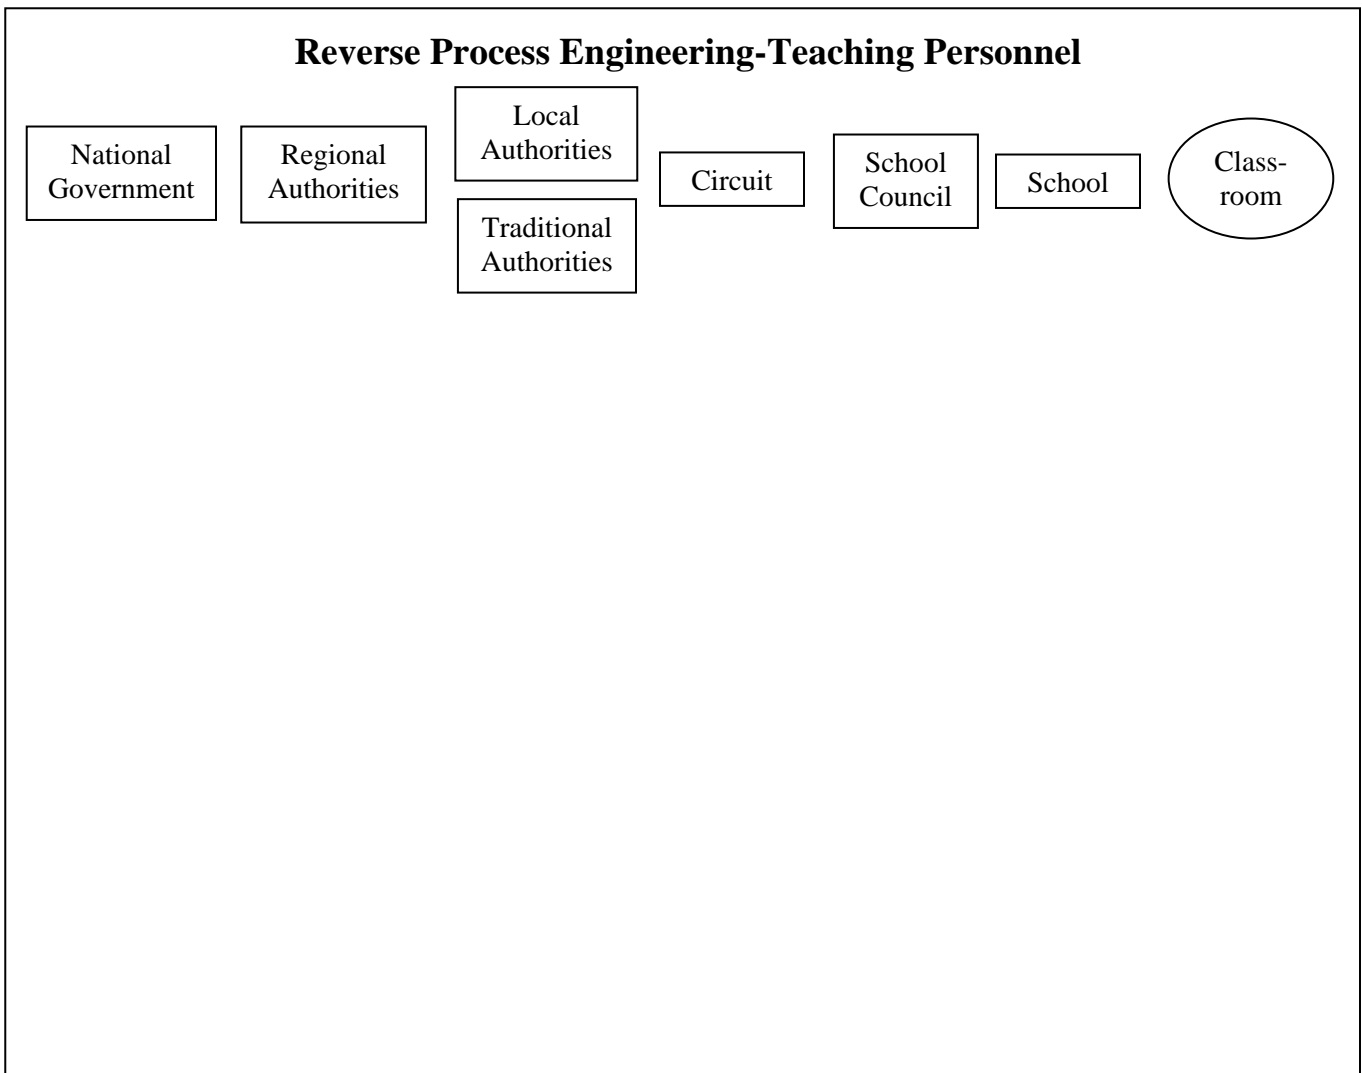 Reverse Process Engineering-Teaching Personnel
National
Government
Regional
Authorities
Local
Authorities
Traditional
Authorities
Circuit
School
Council
School
Class-
room